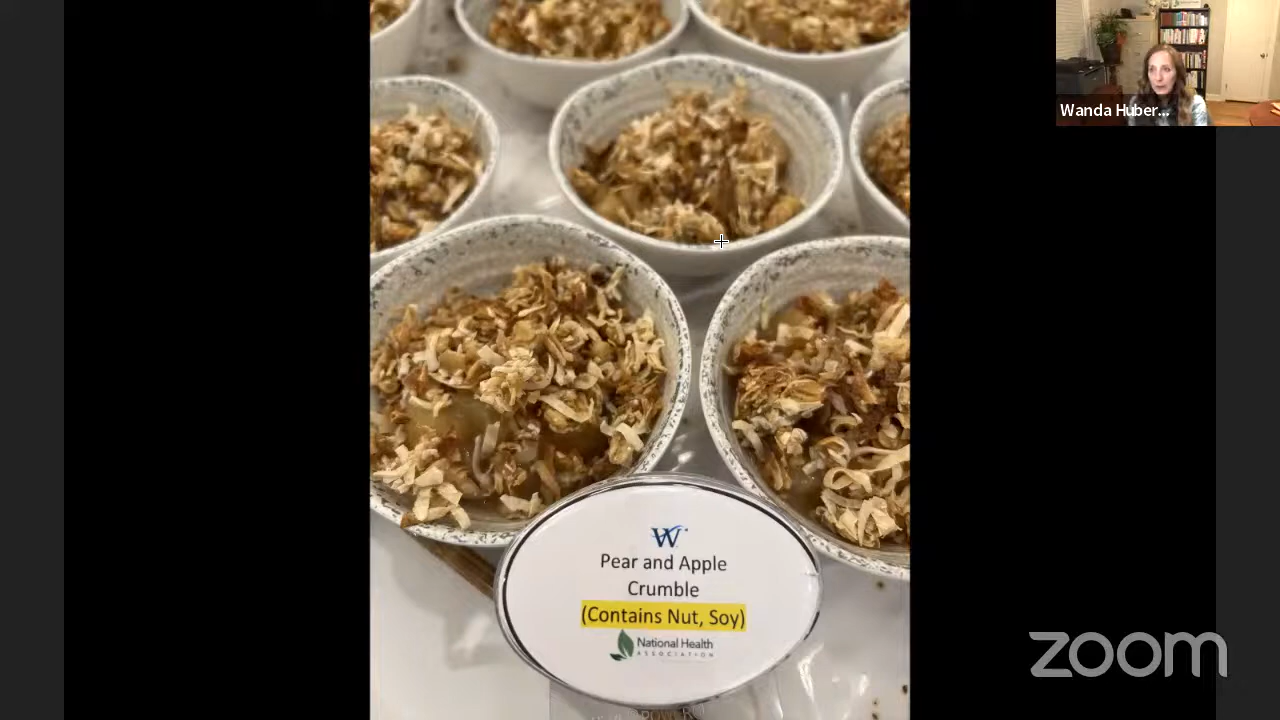 Wanda Huber...
W
Pear and Apple
Crumble
(Contains Nut, Soy)
National Health
ASSOCIATION
zoom